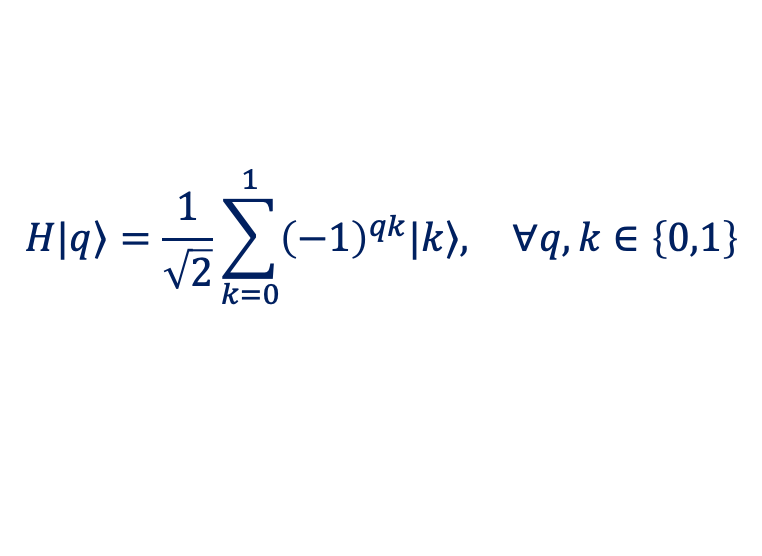 H|q⟩ = 1/√2 ∑_{k=0}^{1} (−1)^{qk}|k⟩, ∀q, k ∈ {0,1}